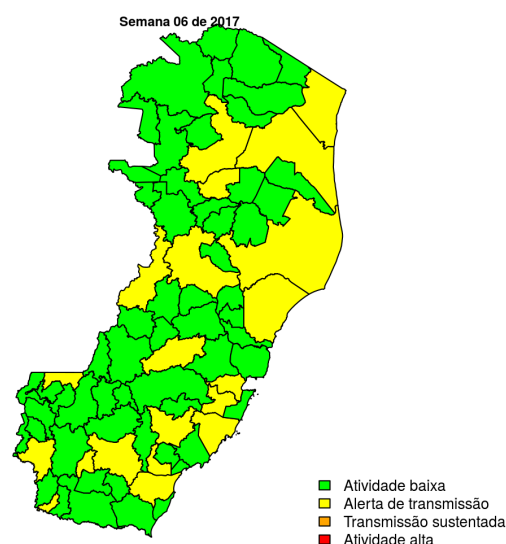 Semana 06 de 2017
Atividade baixa
Alerta de transmissão
Transmissão sustentada
Atividade alta